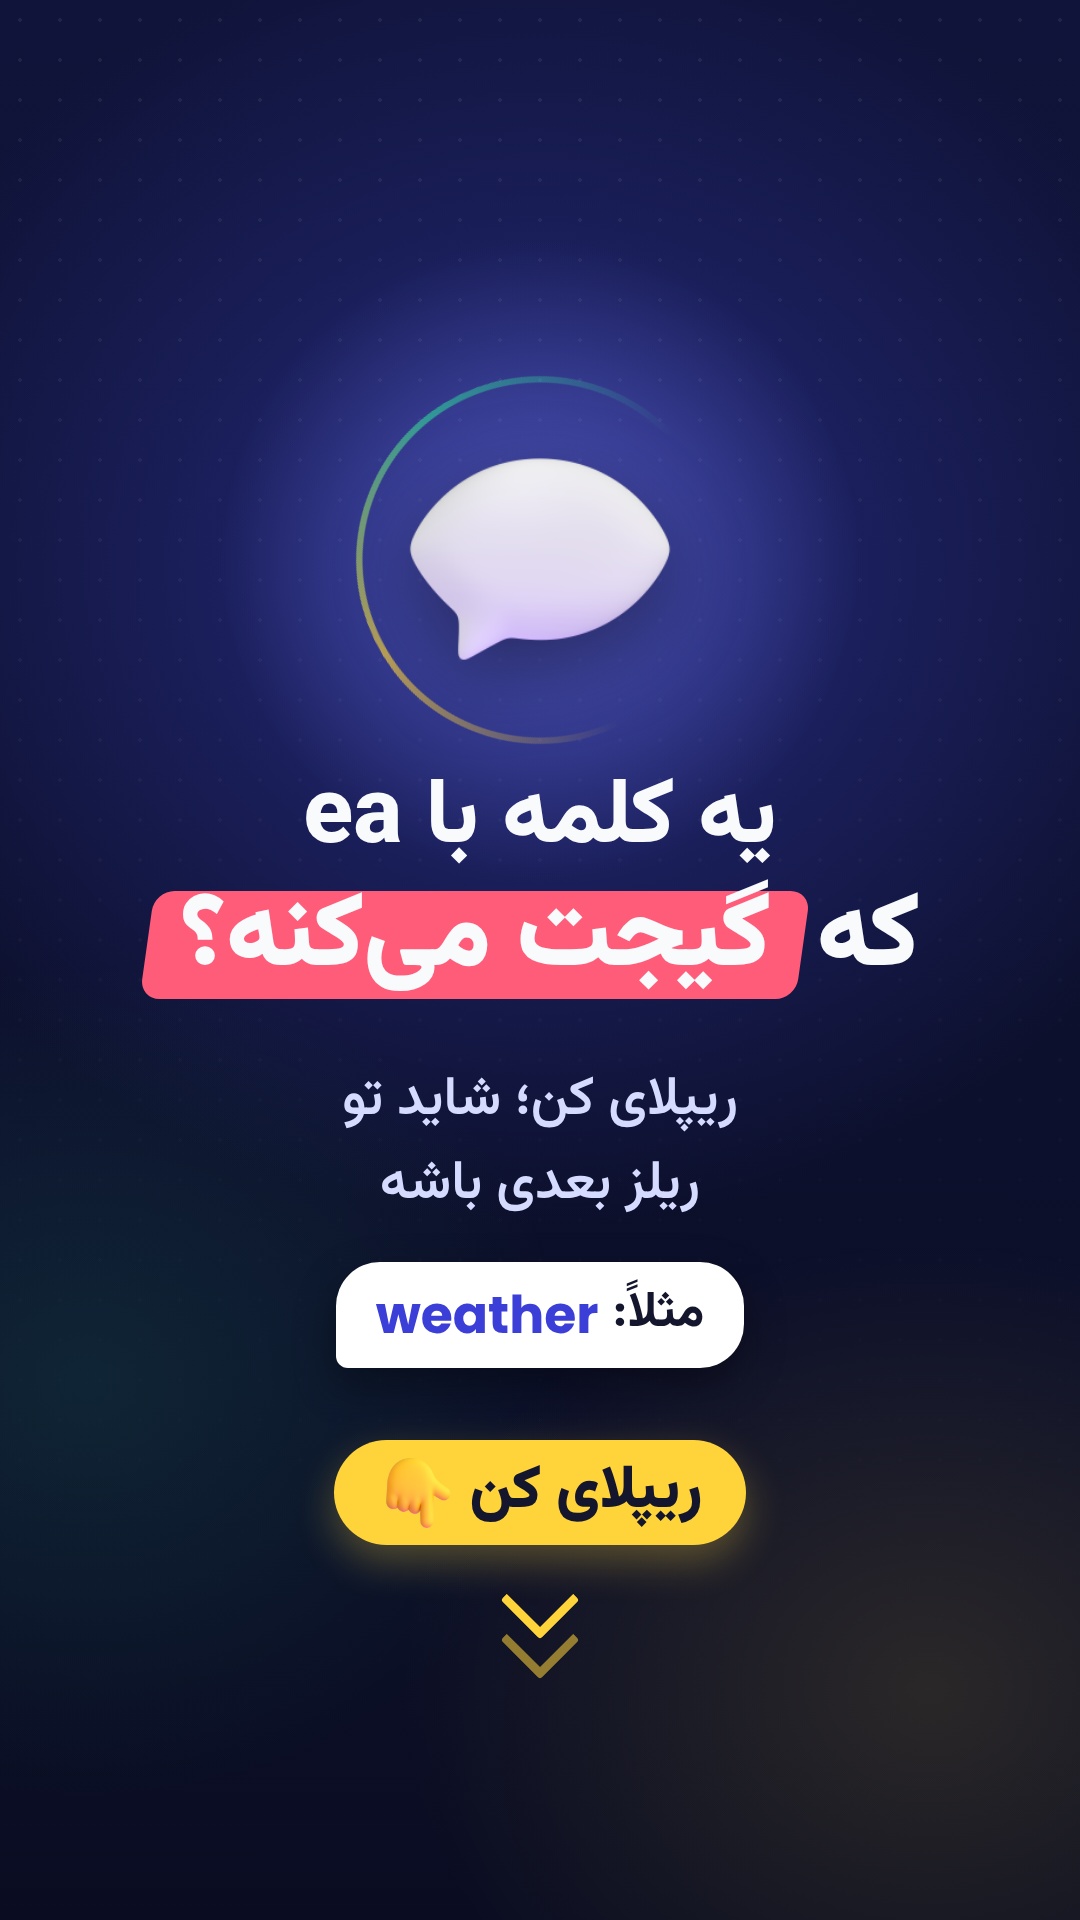 یه کلمه با ea
که گیجت می‌کنه؟
ریپلای کن؛ شاید تو
ریلز بعدی باشه
مثلاً: weather
ریپلای کن 👇